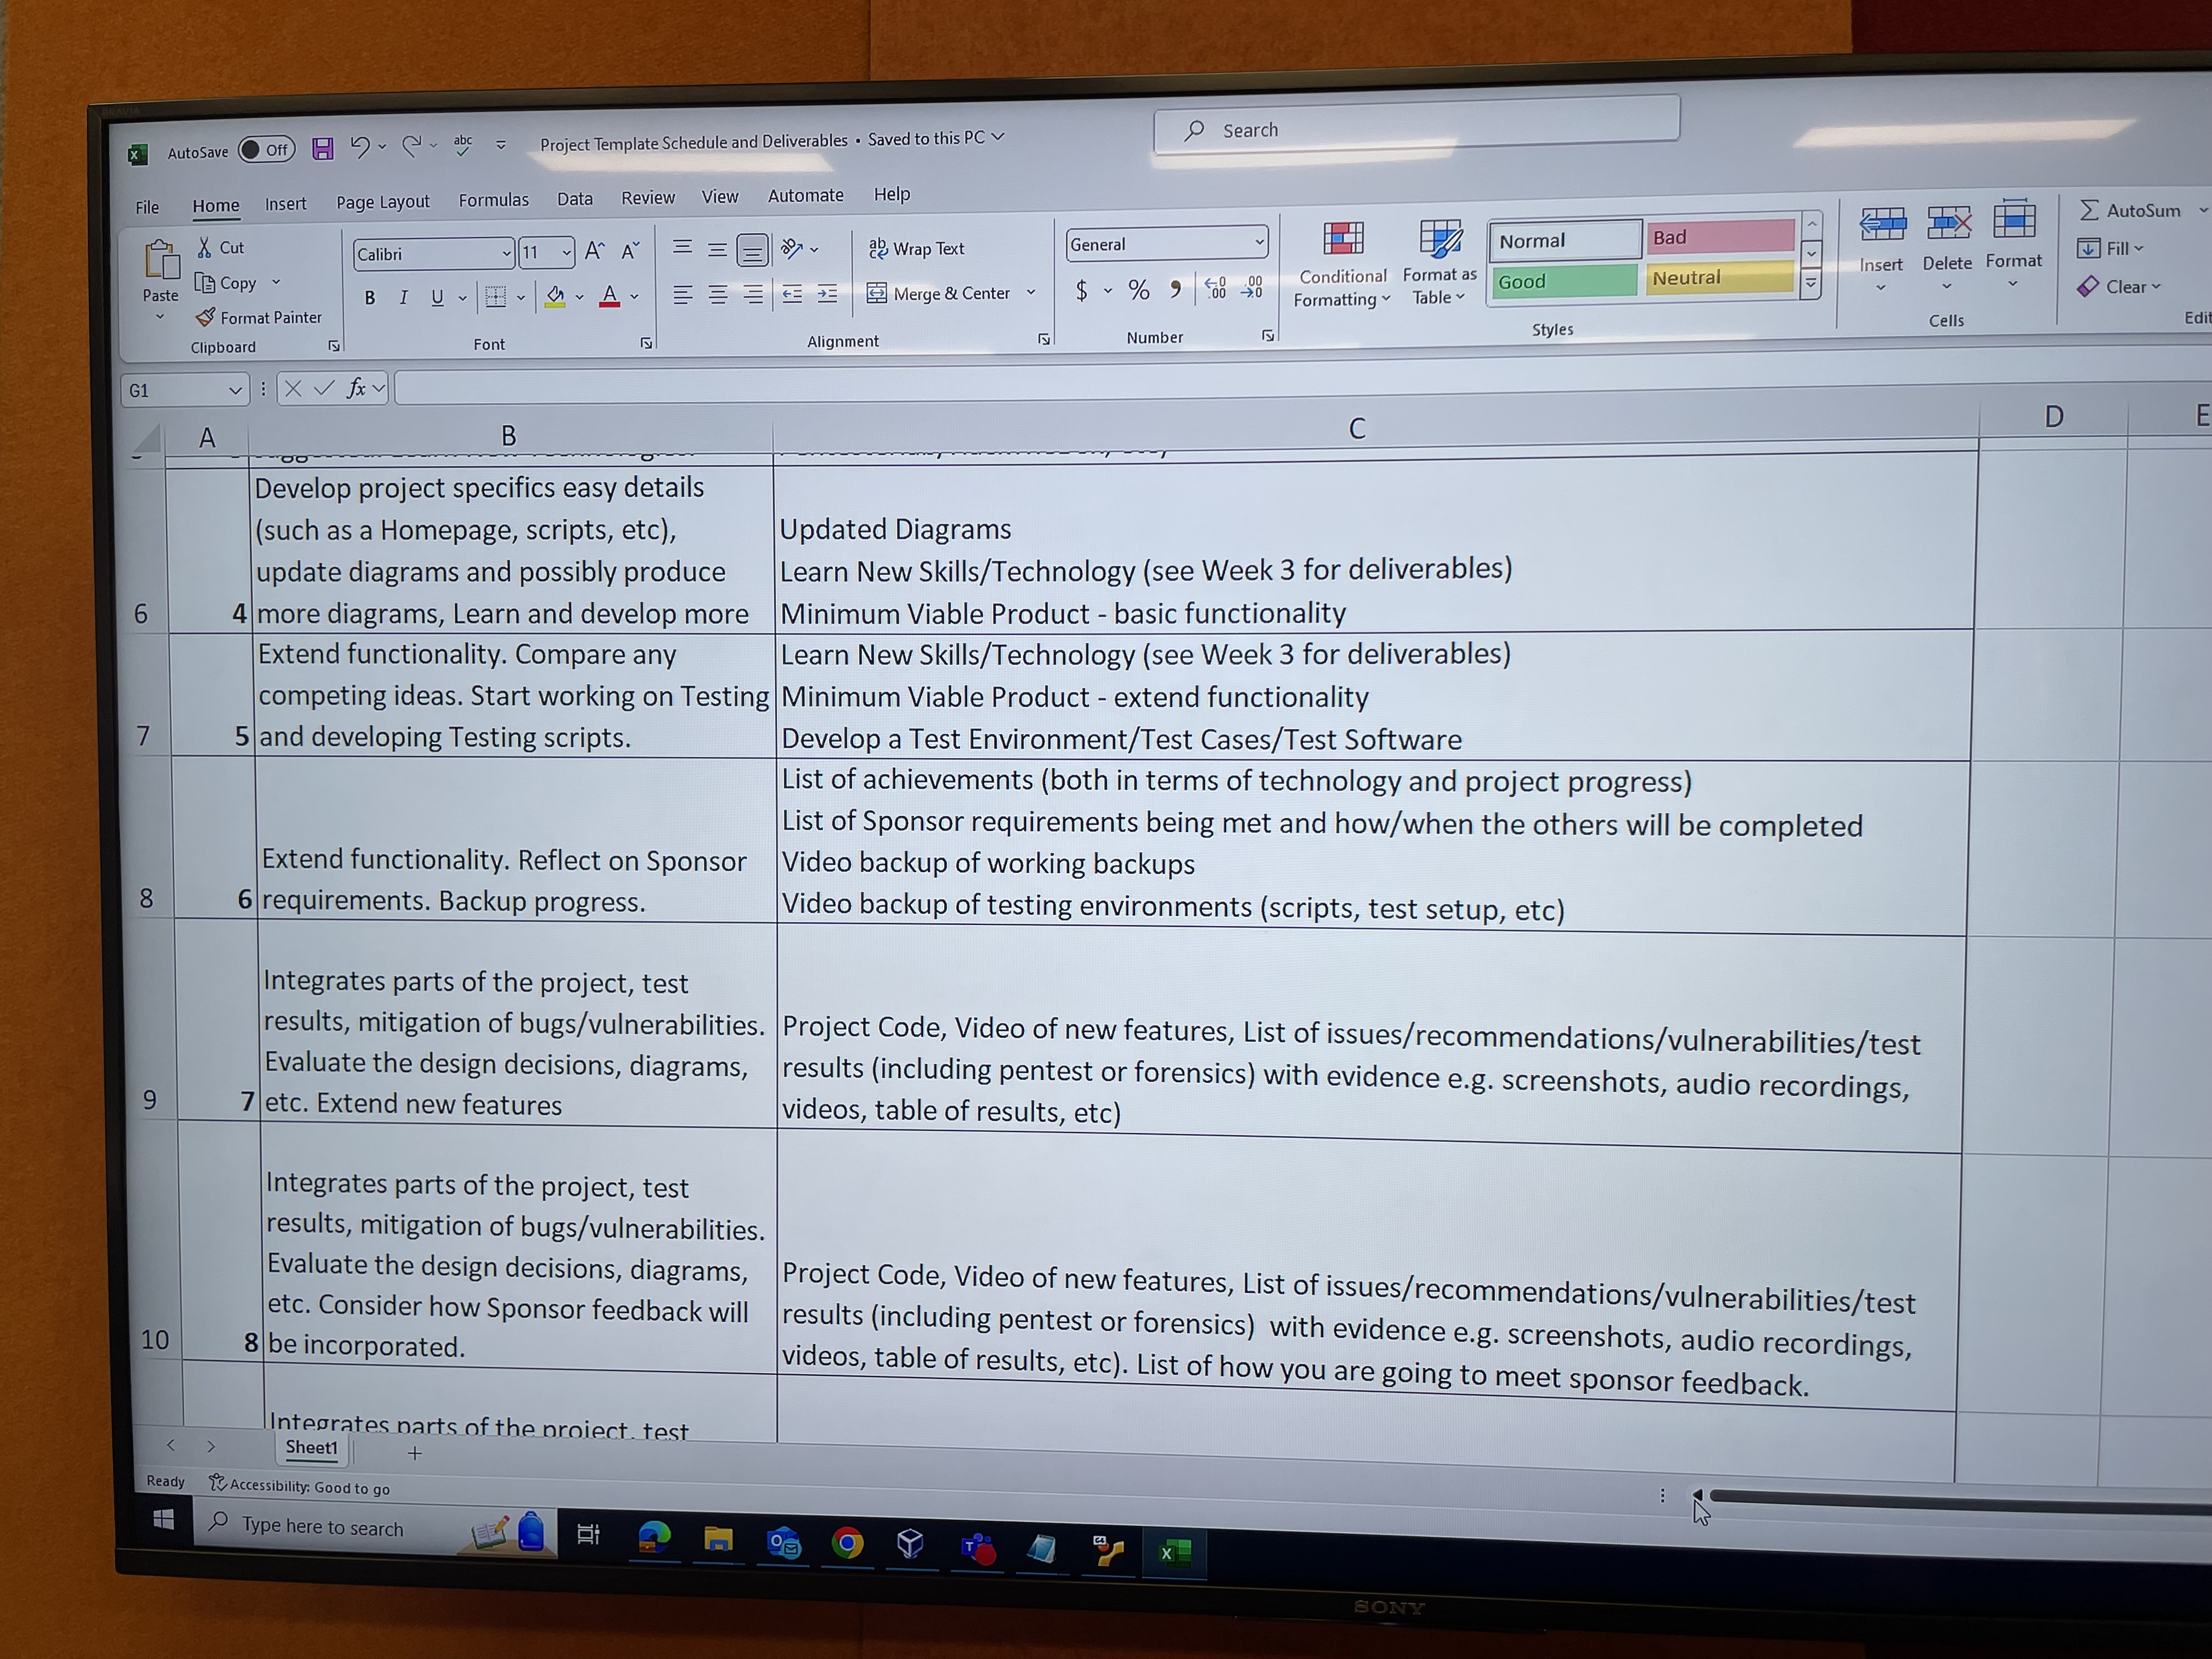 AutoSave Off abc Project Template Schedule and Deliverables • Saved to this PC Search
File Home Insert Page Layout Formulas Data Review View Automate Help
Paste Cut Copy Format Painter Clipboard
Calibri 11 A A B I U A Font
ab Wrap Text Merge & Center Alignment
General $ % Number
Conditional Formatting Format as Table Normal Bad Good Neutral Styles
Insert Delete Format Cells
AutoSum Fill Clear
G1 fx
A B C D E
Develop project specifics easy details
(such as a Homepage, scripts, etc),
update diagrams and possibly produce
6 4 more diagrams, Learn and develop more
Updated Diagrams
Learn New Skills/Technology (see Week 3 for deliverables)
Minimum Viable Product - basic functionality
Extend functionality. Compare any
competing ideas. Start working on Testing
7 5 and developing Testing scripts.
Learn New Skills/Technology (see Week 3 for deliverables)
Minimum Viable Product - extend functionality
Develop a Test Environment/Test Cases/Test Software
Extend functionality. Reflect on Sponsor
8 6 requirements. Backup progress.
List of achievements (both in terms of technology and project progress)
List of Sponsor requirements being met and how/when the others will be completed
Video backup of working backups
Video backup of testing environments (scripts, test setup, etc)
Integrates parts of the project, test
results, mitigation of bugs/vulnerabilities.
Evaluate the design decisions, diagrams,
9 7 etc. Extend new features
Project Code, Video of new features, List of issues/recommendations/vulnerabilities/test
results (including pentest or forensics) with evidence e.g. screenshots, audio recordings,
videos, table of results, etc)
Integrates parts of the project, test
results, mitigation of bugs/vulnerabilities.
Evaluate the design decisions, diagrams,
etc. Consider how Sponsor feedback will
10 8 be incorporated.
Project Code, Video of new features, List of issues/recommendations/vulnerabilities/test
results (including pentest or forensics)  with evidence e.g. screenshots, audio recordings,
videos, table of results, etc). List of how you are going to meet sponsor feedback.
Integrates parts of the project, test
Sheet1
Ready Accessibility: Good to go
Type here to search
SONY